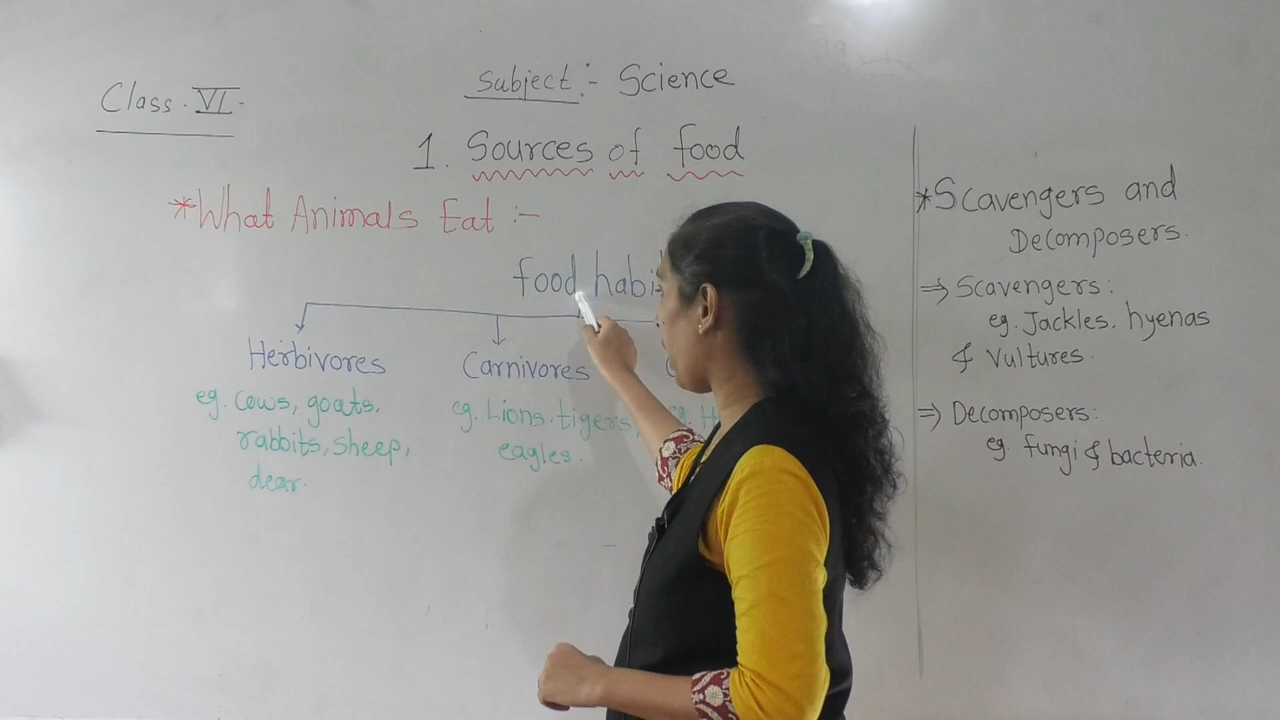 Class. VI.
Subject:- Science
1. Sources of food
*What Animals Eat :-
food habi
Herbivores
eg. Cows, goats.
rabbits, sheep,
dear.
Carnivores
eg. Lions. tigers,
eagles.
eg. H
*Scavengers and
Decomposers.
⇒ Scavengers:
eg. Jackles. hyenas
& Vultures.
⇒ Decomposers:
eg. fungi & bacteria.